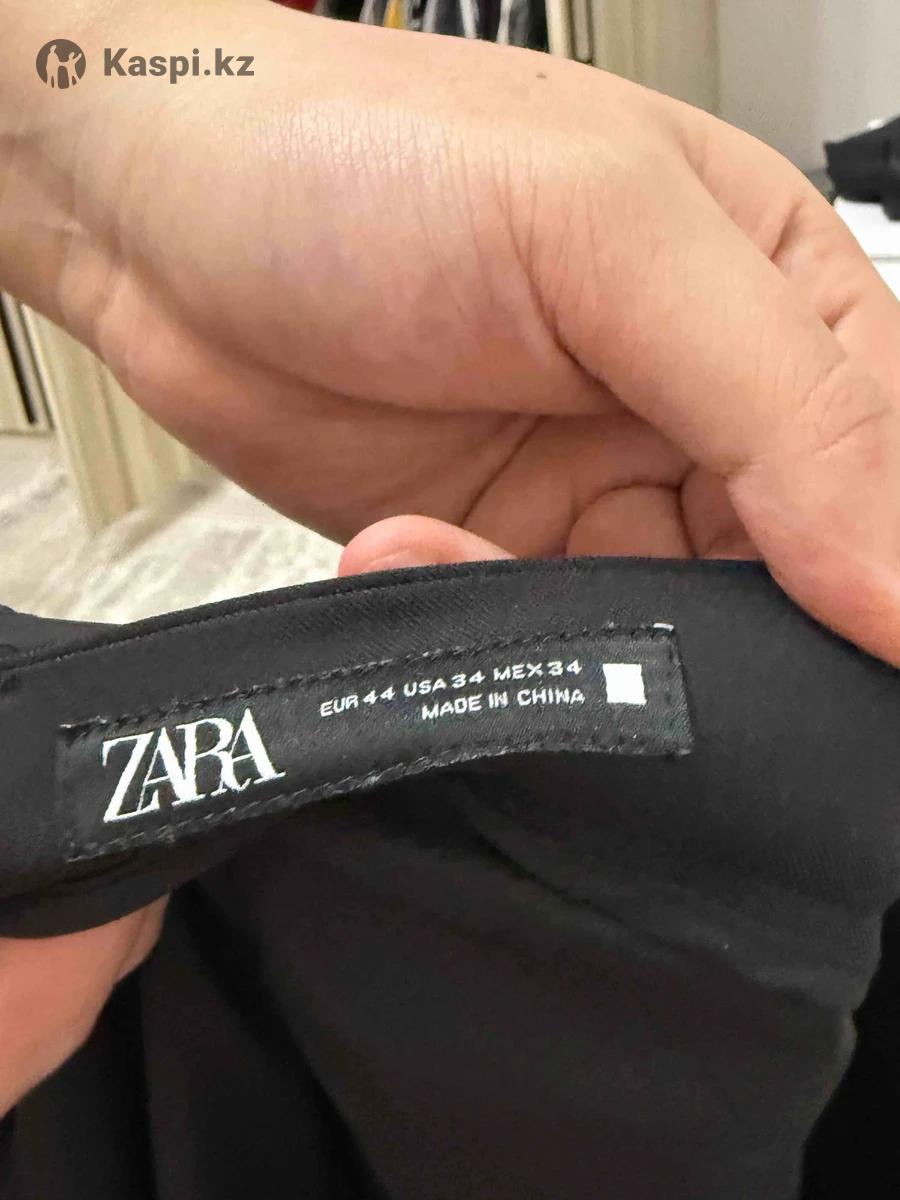 Kaspi.kz
ZARA
EUR 44 USA 34 MEX 34
MADE IN CHINA